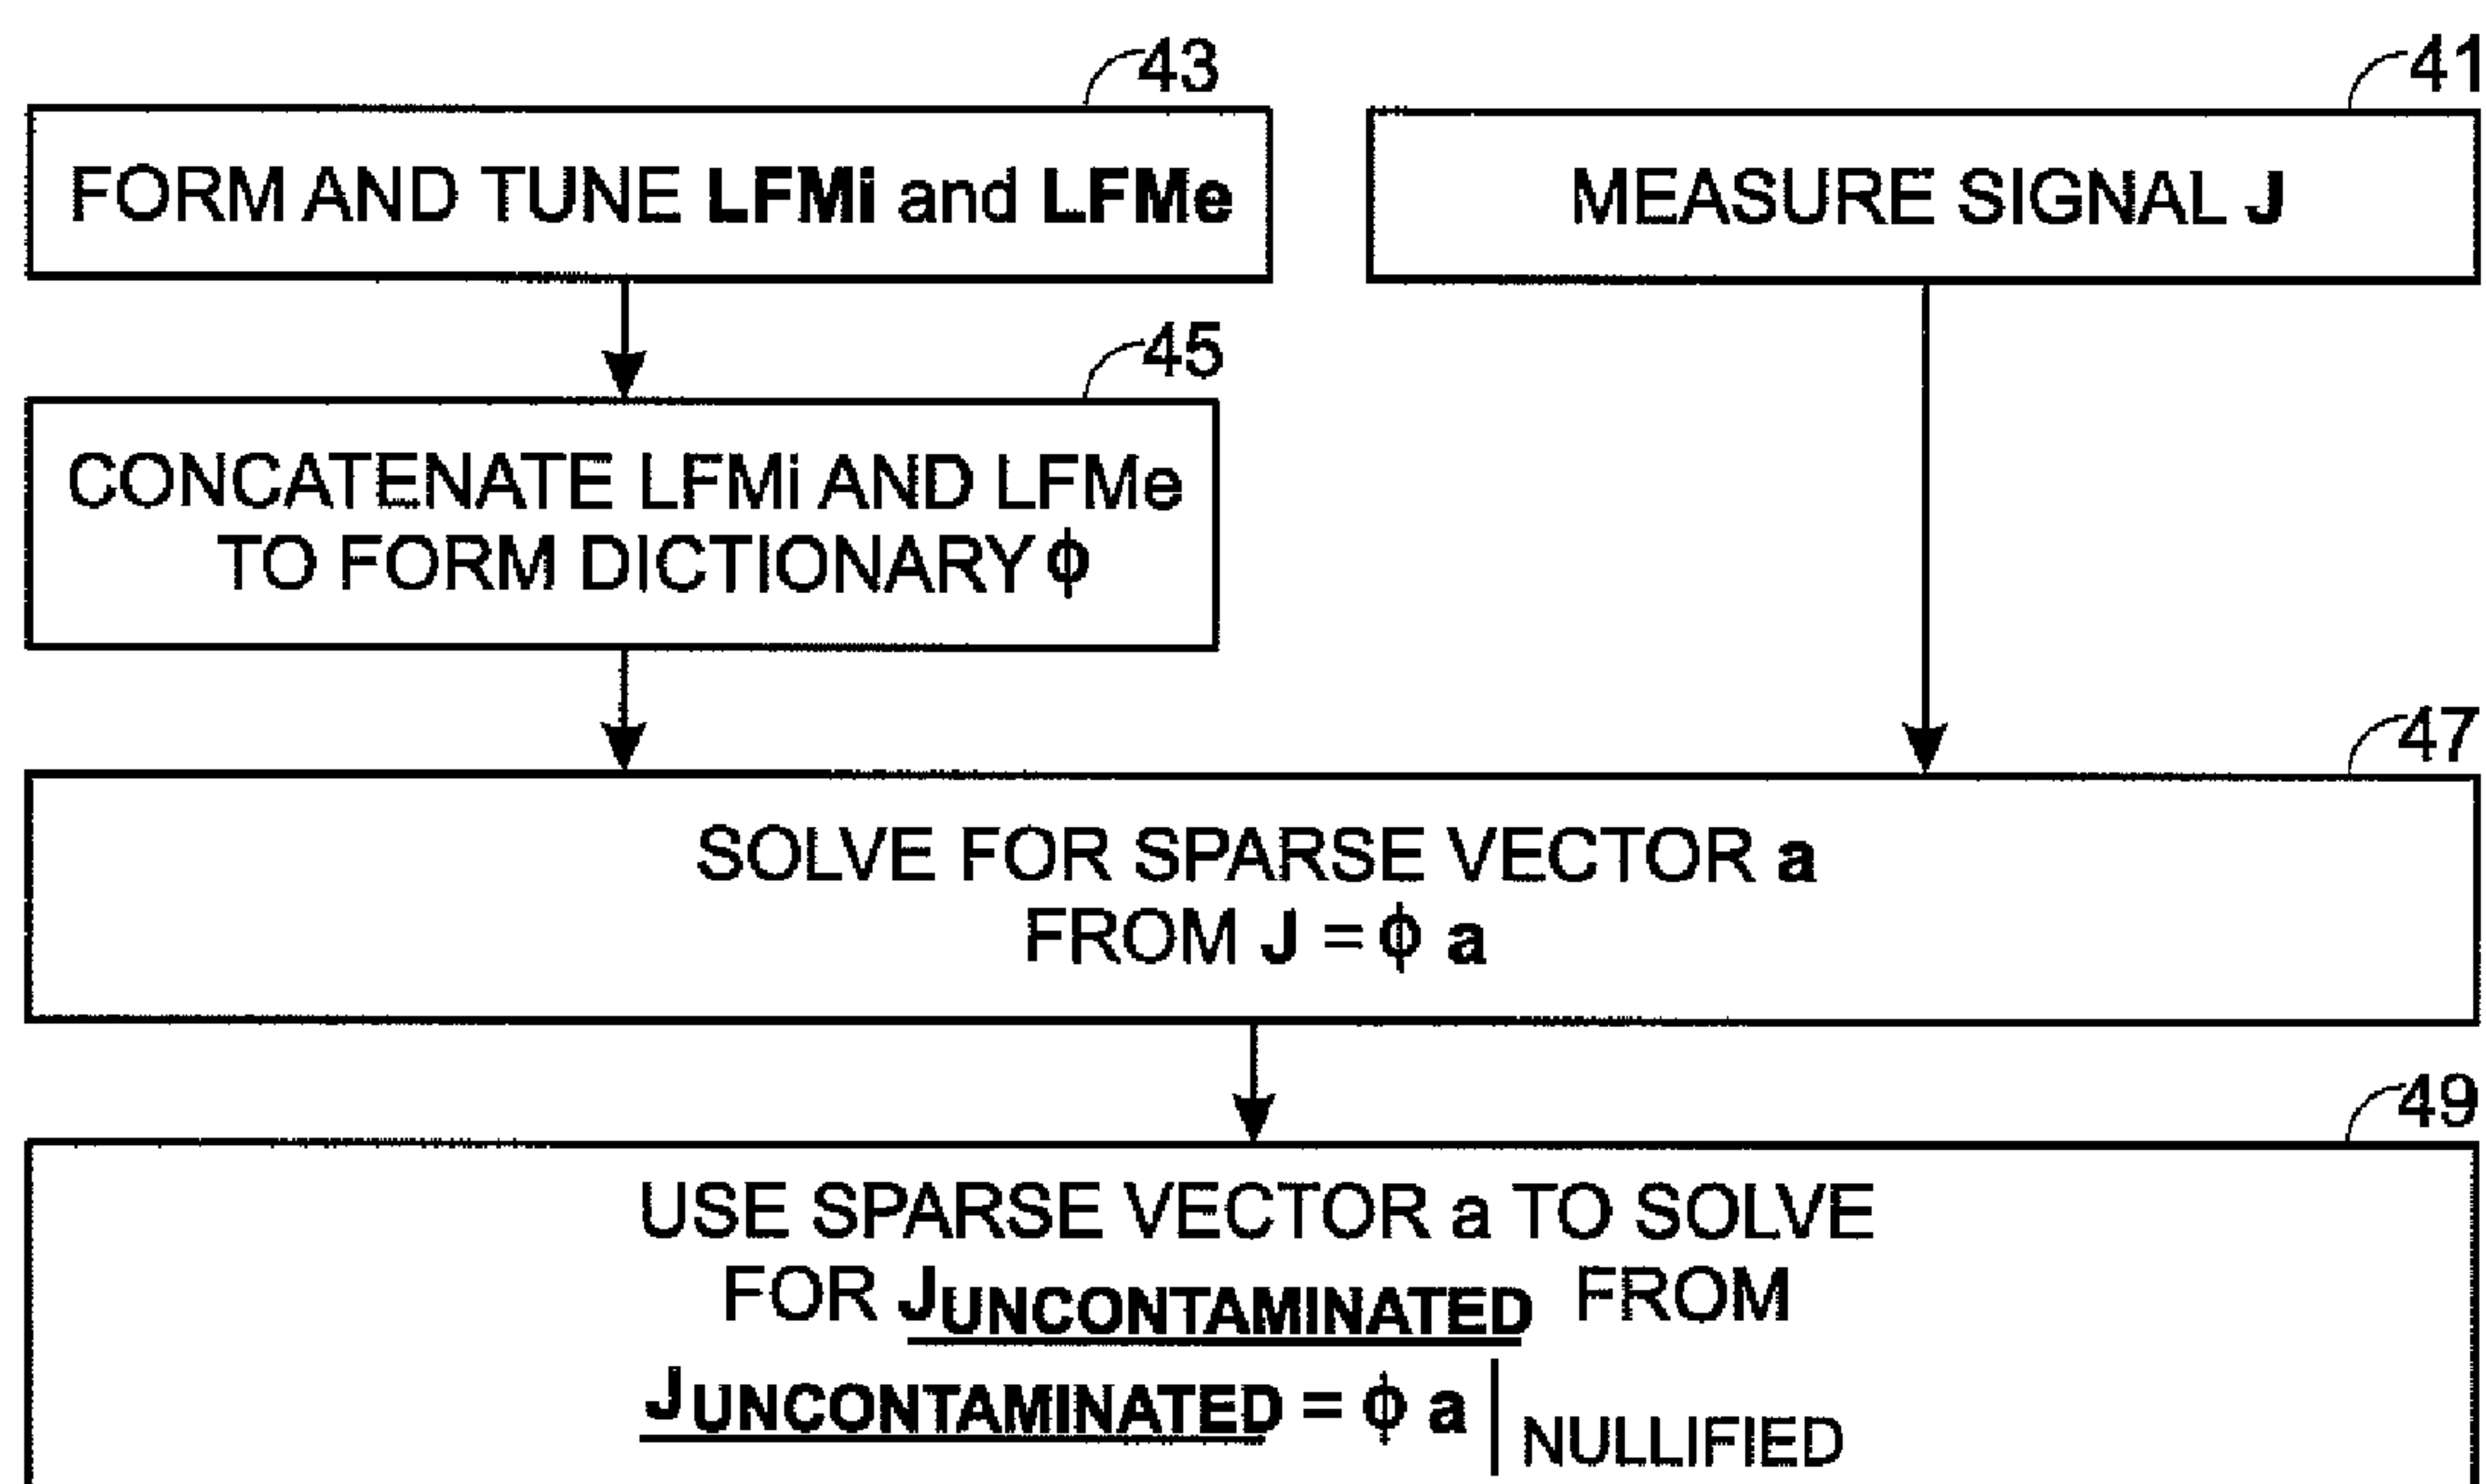 43
FORM AND TUNE LFMi and LFMe
41
MEASURE SIGNAL J
45
CONCATENATE LFMi AND LFMe
TO FORM DICTIONARY ϕ
47
SOLVE FOR SPARSE VECTOR a
FROM J = ϕ a
49
USE SPARSE VECTOR a TO SOLVE
FOR JUNCONTAMINATED FROM
JUNCONTAMINATED = ϕ a | NULLIFIED